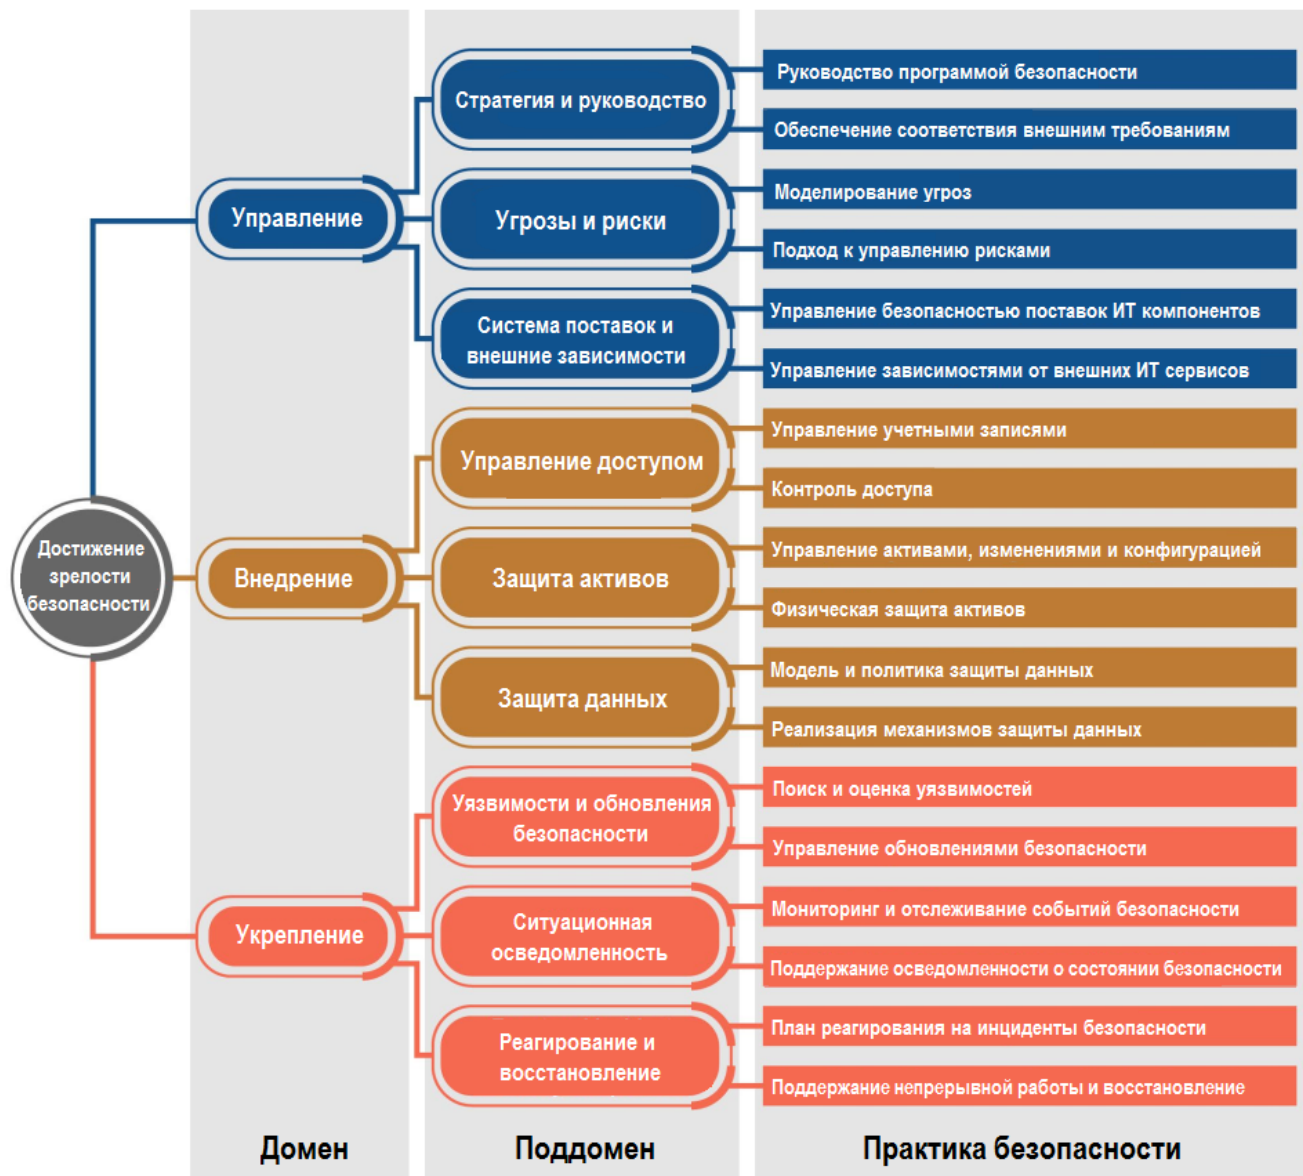 Достижение
зрелости
безопасности
Управление
Стратегия и руководство
Руководство программой безопасности
Обеспечение соответствия внешним требованиям
Угрозы и риски
Моделирование угроз
Подход к управлению рисками
Система поставок и
внешние зависимости
Управление безопасностью поставок ИТ компонентов
Управление зависимостями от внешних ИТ сервисов
Внедрение
Управление доступом
Управление учетными записями
Контроль доступа
Защита активов
Управление активами, изменениями и конфигурацией
Физическая защита активов
Защита данных
Модель и политика защиты данных
Реализация механизмов защиты данных
Укрепление
Уязвимости и обновления
безопасности
Поиск и оценка уязвимостей
Управление обновлениями безопасности
Ситуационная
осведомленность
Мониторинг и отслеживание событий безопасности
Поддержание осведомленности о состоянии безопасности
Реагирование и
восстановление
План реагирования на инциденты безопасности
Поддержание непрерывной работы и восстановление
Домен
Поддомен
Практика безопасности